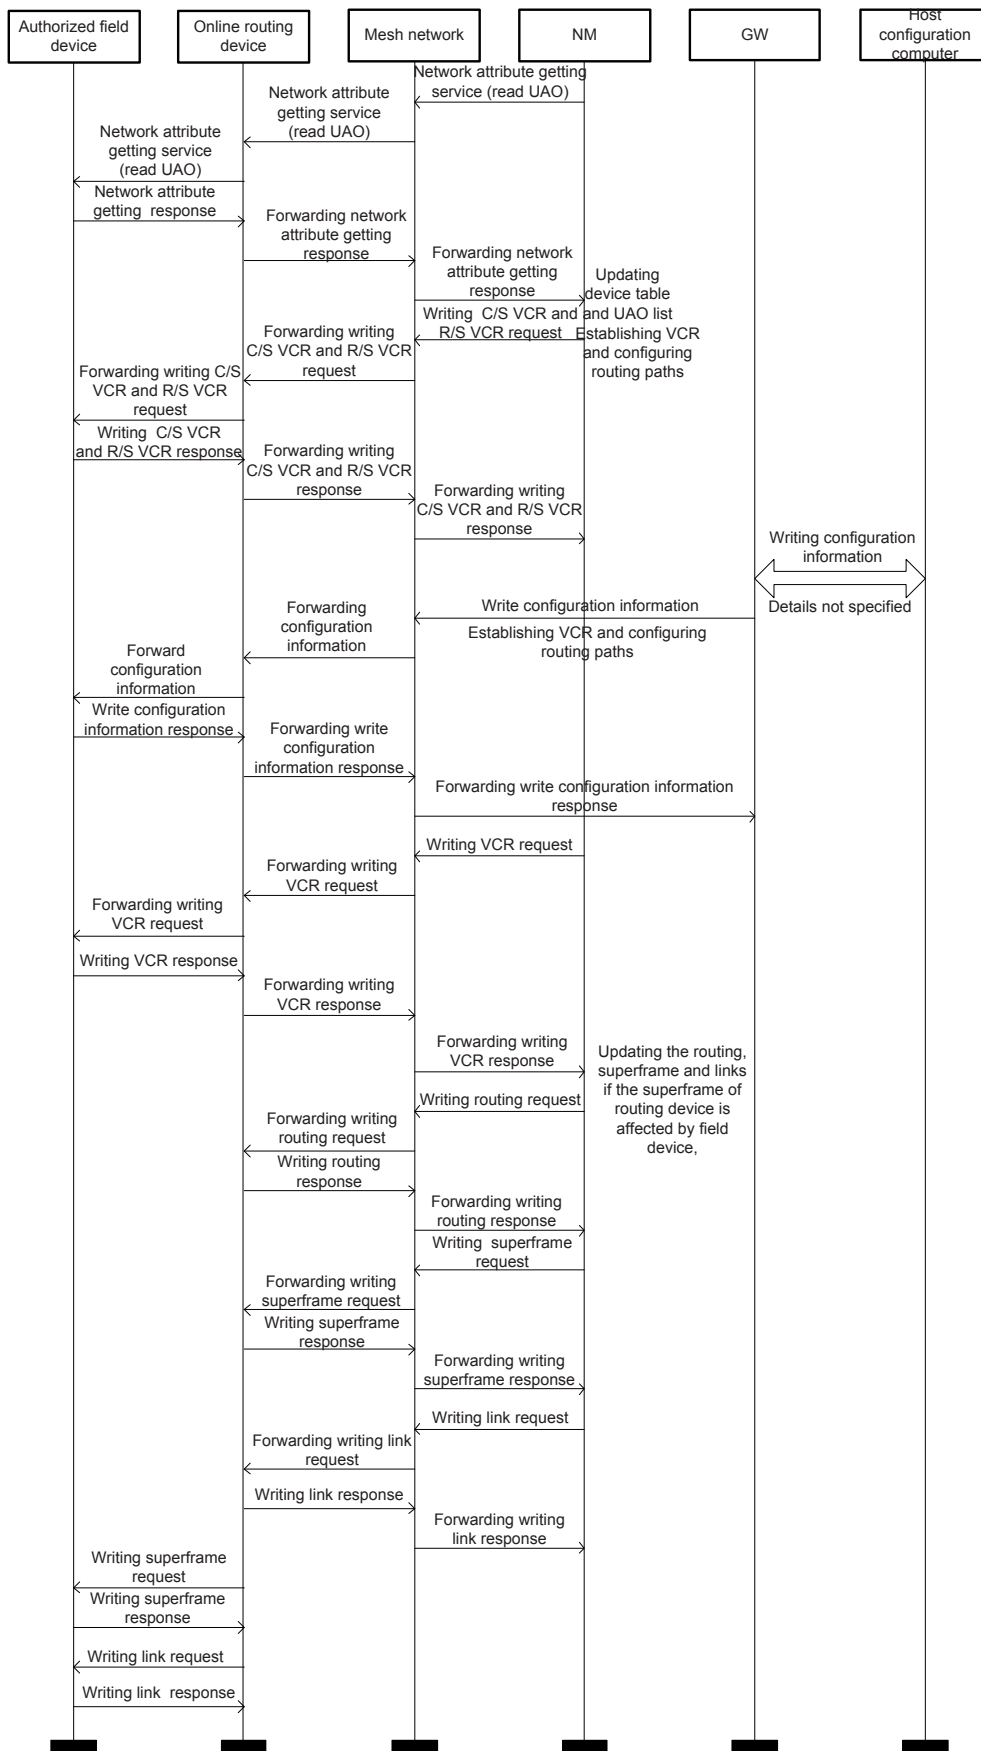 Authorized field
device
Online routing
device
Mesh network
NM
GW
Host
configuration
computer
Network attribute getting
service (read UAO)
Network attribute
getting service
(read UAO)
Network attribute
getting service
(read UAO)
Network attribute
getting  response
Forwarding network
attribute getting
response
Forwarding network
attribute getting
response
Updating
device table
and UAO list
Writing  C/S VCR and
R/S VCR request
Establishing VCR
and configuring
routing paths
Forwarding writing
C/S VCR and R/S VCR
request
Forwarding writing C/S
VCR and R/S VCR
request
Writing  C/S VCR
and R/S VCR response
Forwarding writing
C/S VCR and R/S VCR
response
Forwarding writing
C/S VCR and R/S VCR
response
Writing configuration
information
Details not specified
Write configuration information
Establishing VCR and configuring
routing paths
Forwarding
configuration
information
Forward
configuration
information
Write configuration
information response
Forwarding write
configuration
information response
Forwarding write configuration information
response
Writing VCR request
Forwarding writing
VCR request
Forwarding writing
VCR request
Writing VCR response
Forwarding writing
VCR response
Forwarding writing
VCR response
Updating the routing,
superframe and links
if the superframe of
routing device is
affected by field
device,
Writing routing request
Forwarding writing
routing request
Writing routing
response
Forwarding writing
routing response
Writing  superframe
request
Forwarding writing
superframe request
Writing superframe
response
Forwarding writing
superframe response
Writing link request
Forwarding writing link
request
Writing link response
Forwarding writing
link response
Writing superframe
request
Writing superframe
response
Writing link request
Writing link  response